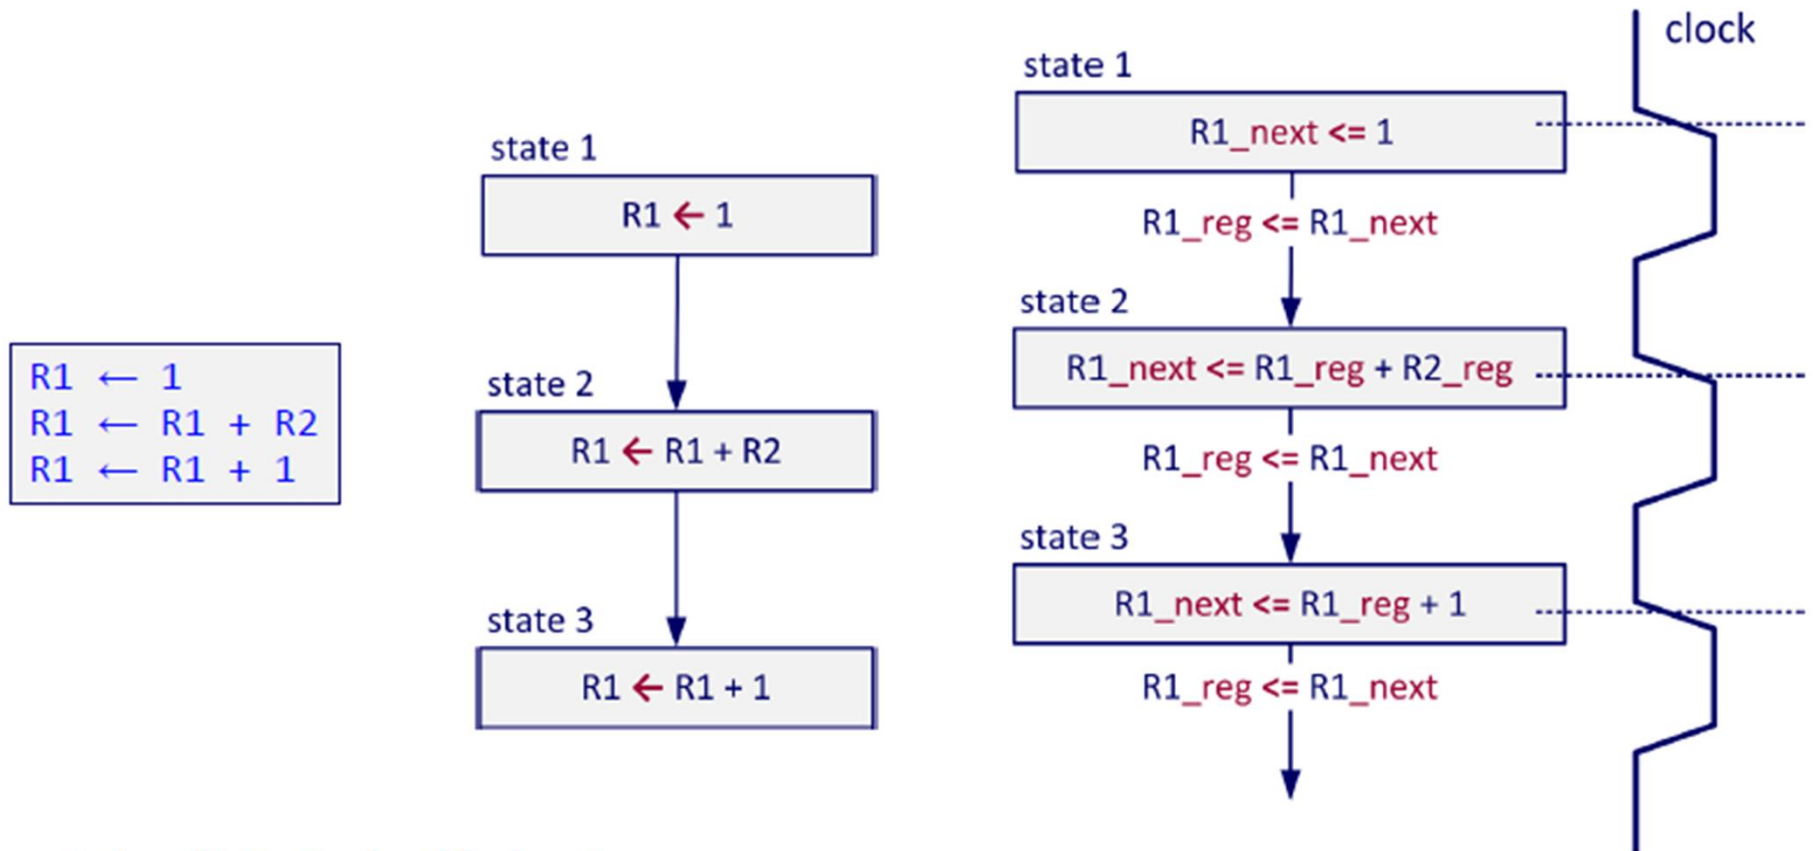 R1 ← 1
R1 ← R1 + R2
R1 ← R1 + 1
state 1
R1 ← 1
state 2
R1 ← R1 + R2
state 3
R1 ← R1 + 1
state 1
R1_next <= 1
R1_reg <= R1_next
state 2
R1_next <= R1_reg + R2_reg
R1_reg <= R1_next
state 3
R1_next <= R1_reg + 1
R1_reg <= R1_next
clock